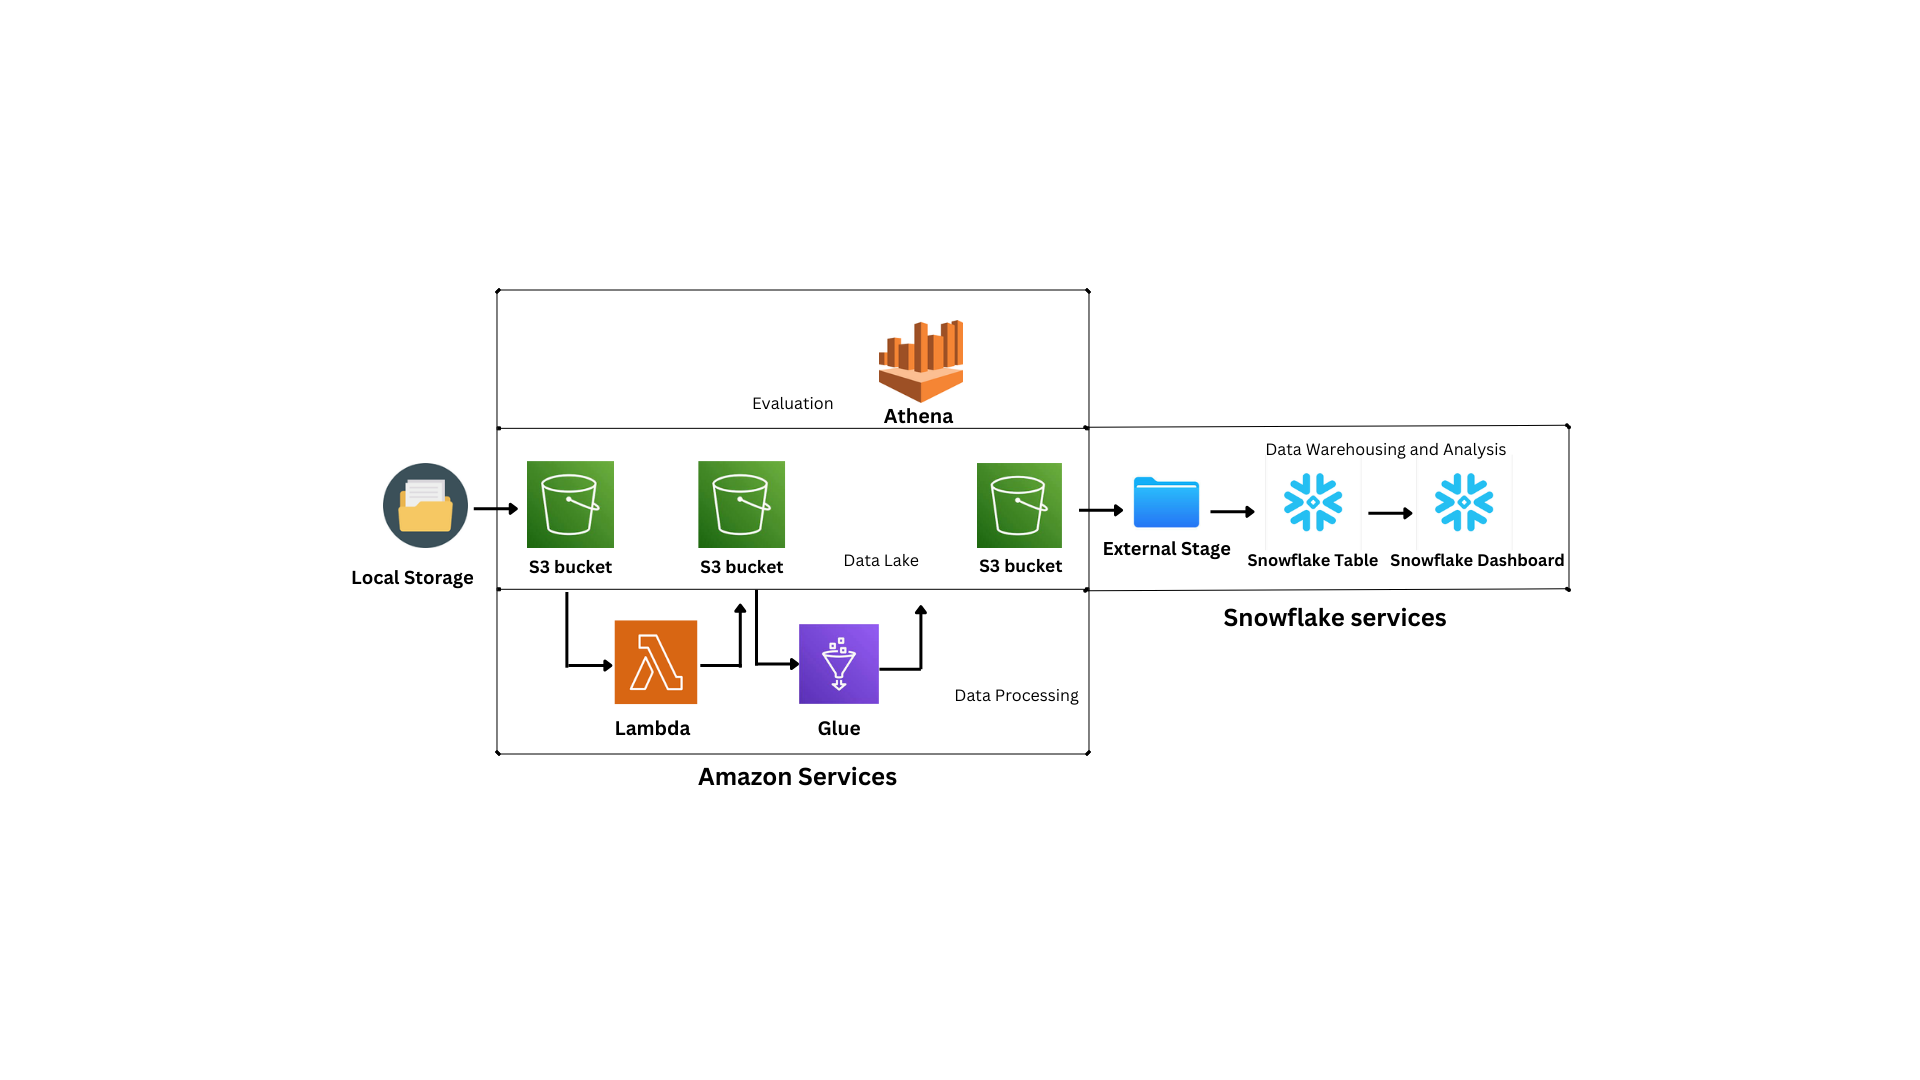 Evaluation
Athena
Data Warehousing and Analysis
Local Storage
S3 bucket
S3 bucket
Data Lake
S3 bucket
External Stage
Snowflake Table
Snowflake Dashboard
Snowflake services
Lambda
Glue
Data Processing
Amazon Services